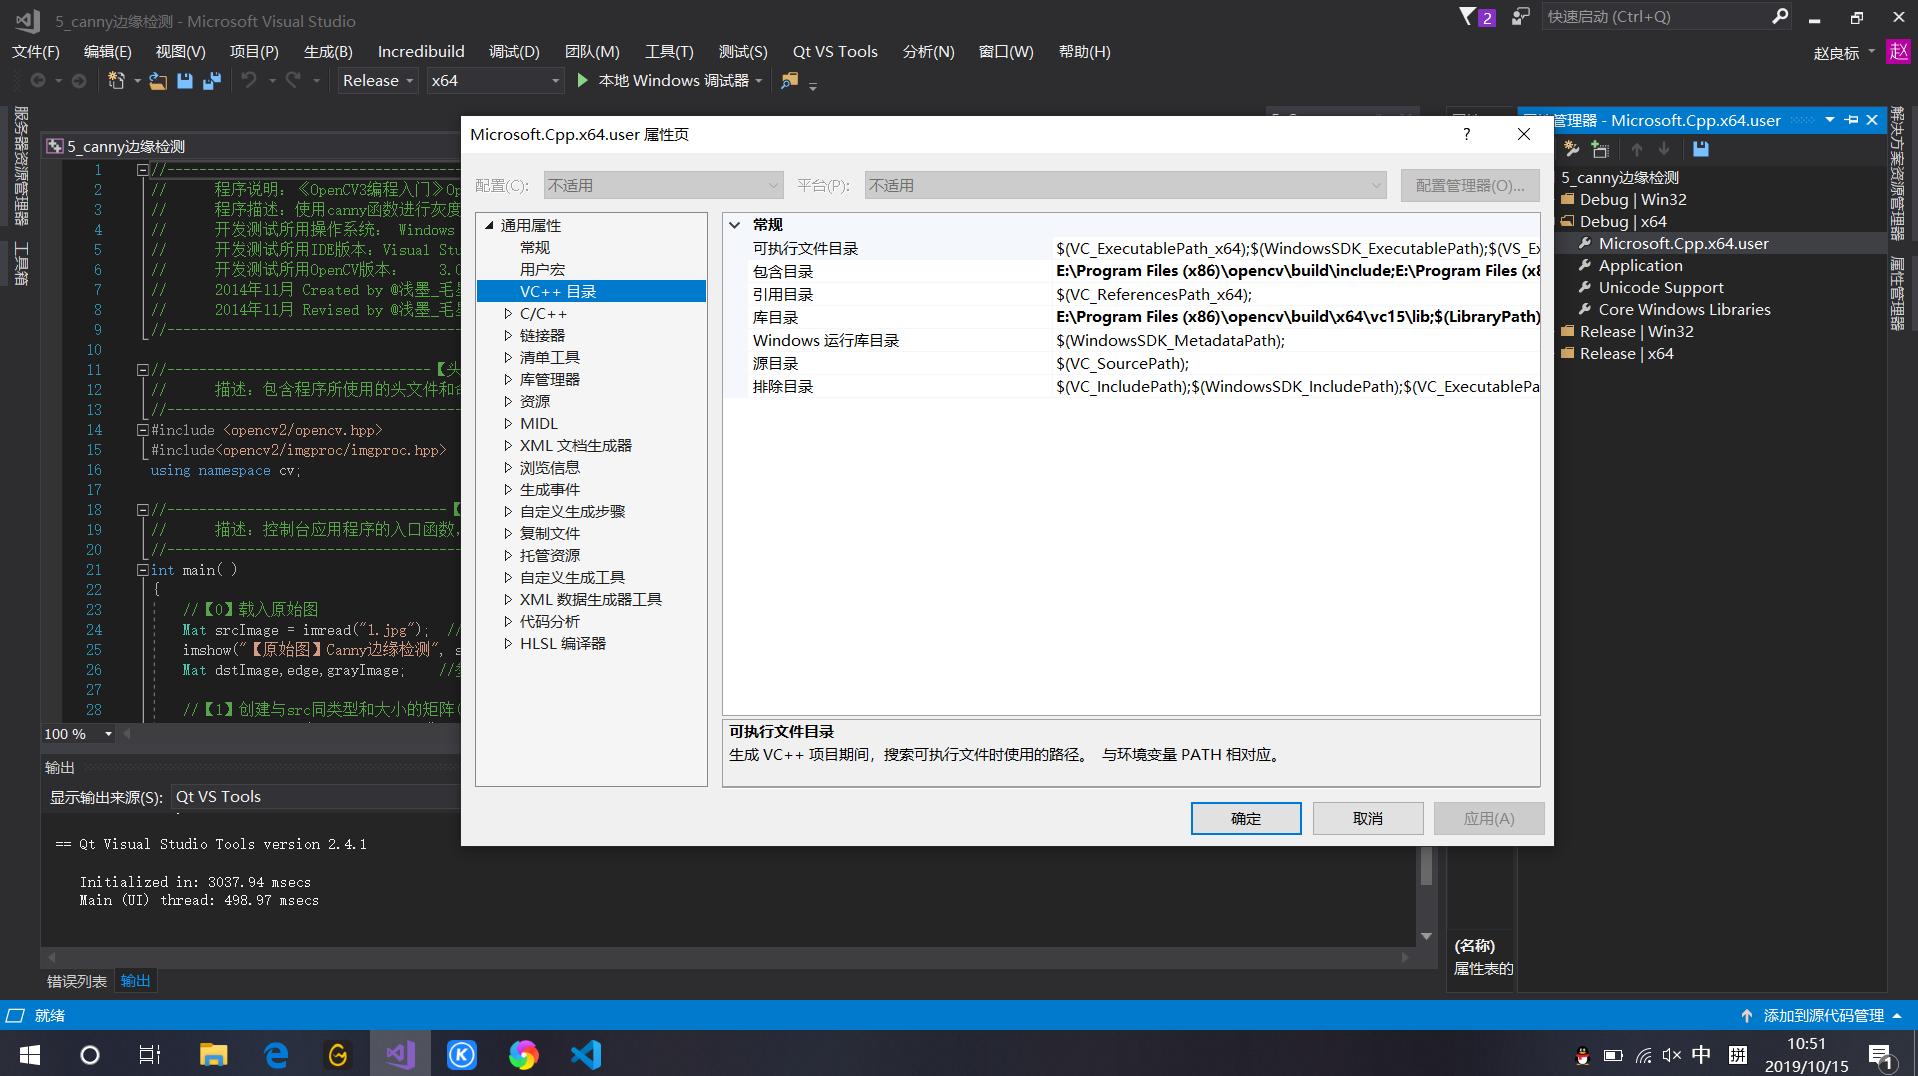 5_canny边缘检测 - Microsoft Visual Studio
2
快速启动 (Ctrl+Q)
文件(F) 编辑(E) 视图(V) 项目(P) 生成(B) Incredibuild 调试(D) 团队(M) 工具(T) 测试(S) Qt VS Tools 分析(N) 窗口(W) 帮助(H)
赵良标 赵
Release x64 本地 Windows 调试器
服务器资源管理器
工具箱
5_canny边缘检测
1 //
2 // 程序说明：《OpenCV3编程入门》
3 // 程序描述：使用canny函数进行灰度
4 // 开发测试所用操作系统： Windows
5 // 开发测试所用IDE版本：Visual Stu
6 // 开发测试所用OpenCV版本： 3.
7 // 2014年11月 Created by @浅墨_毛
8 // 2014年11月 Revised by @浅墨_毛
9 //
10
11 //---------------------------------【头
12 // 描述：包含程序所使用的头文件和
13 //
14 #include <opencv2/opencv.hpp>
15 #include<opencv2/imgproc/imgproc.hpp>
16 using namespace cv;
17
18 //-----------------------------------【
19 // 描述：控制台应用程序的入口函数，
20 //
21 int main( )
22 {
23 //【0】载入原始图
24 Mat srcImage = imread("1.jpg"); //
25 imshow("【原始图】Canny边缘检测", s
26 Mat dstImage,edge,grayImage; //
27
28 //【1】创建与src同类型和大小的矩阵(
100 %
输出
显示输出来源(S): Qt VS Tools
== Qt Visual Studio Tools version 2.4.1
Initialized in: 3037.94 msecs
Main (UI) thread: 498.97 msecs
错误列表 输出
Microsoft.Cpp.x64.user 属性页
?
配置(C): 不适用 平台(P): 不适用 配置管理器(O)...
通用属性
常规
用户宏
VC++ 目录
C/C++
链接器
清单工具
库管理器
资源
MIDL
XML 文档生成器
浏览信息
生成事件
自定义生成步骤
复制文件
托管资源
自定义生成工具
XML 数据生成器工具
代码分析
HLSL 编译器
常规
可执行文件目录 $(VC_ExecutablePath_x64);$(WindowsSDK_ExecutablePath);$(VS_Ex
包含目录 E:\Program Files (x86)\opencv\build\include;E:\Program Files (x8
引用目录 $(VC_ReferencesPath_x64);
库目录 E:\Program Files (x86)\opencv\build\x64\vc15\lib;$(LibraryPath)
Windows 运行库目录 $(WindowsSDK_MetadataPath);
源目录 $(VC_SourcePath);
排除目录 $(VC_IncludePath);$(WindowsSDK_IncludePath);$(VC_ExecutablePa
可执行文件目录
生成 VC++ 项目期间，搜索可执行文件时使用的路径。 与环境变量 PATH 相对应。
确定 取消 应用(A)
管理器 - Microsoft.Cpp.x64.user
5_canny边缘检测
Debug | Win32
Debug | x64
Microsoft.Cpp.x64.user
Application
Unicode Support
Core Windows Libraries
Release | Win32
Release | x64
解决方案资源管理器
属性管理器
(名称)
属性表的
就绪
添加到源代码管理
中 拼
10:51
2019/10/15
1